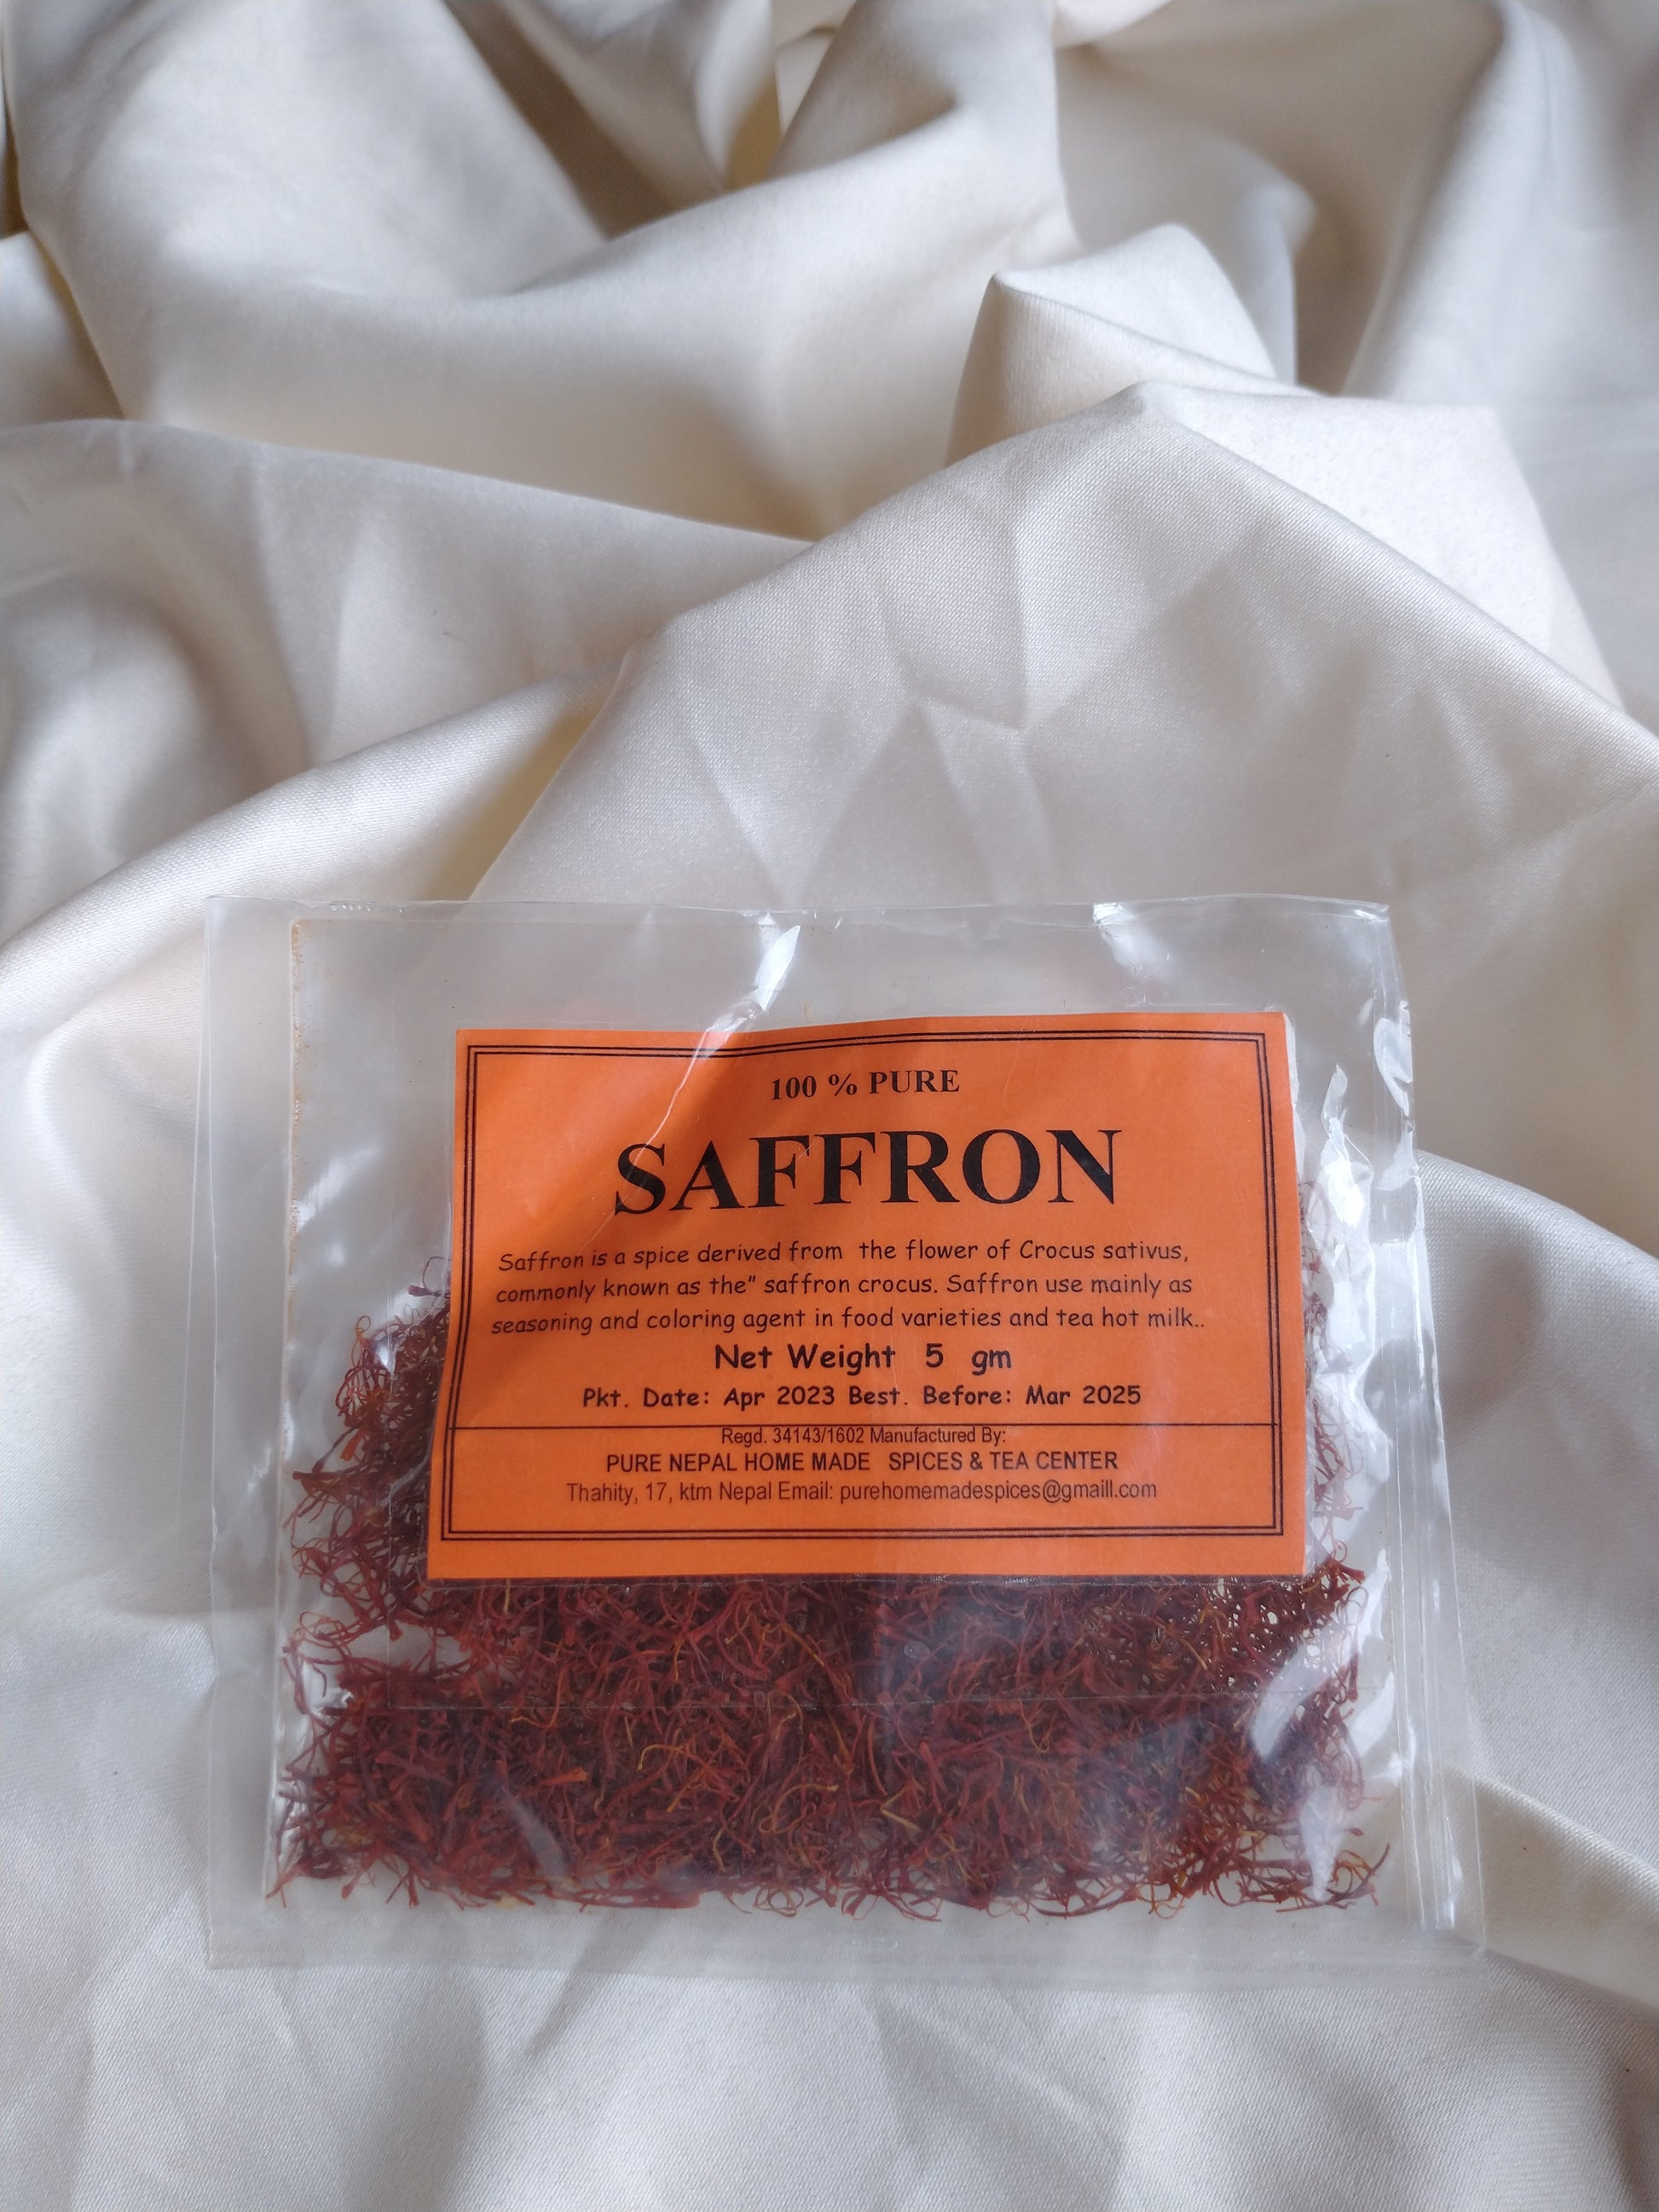 100 % PURE
SAFFRON
Saffron is a spice derived from the flower of Crocus sativus,
commonly known as the" saffron crocus. Saffron use mainly as
seasoning and coloring agent in food varieties and tea hot milk..
Net Weight 5 gm
Pkt. Date: Apr 2023 Best. Before: Mar 2025
Regd. 34143/1602 Manufactured By:
PURE NEPAL HOME MADE SPICES & TEA CENTER
Thahity, 17, ktm Nepal Email: purehomemadespices@gmaill.com